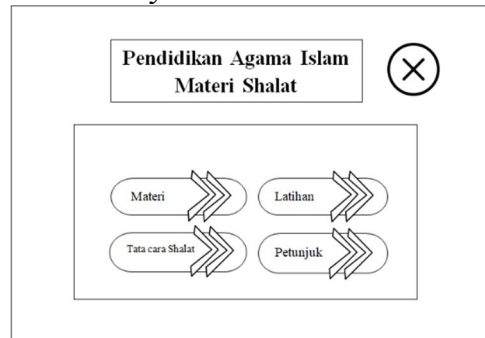 Pendidikan Agama Islam
Materi Shalat
Materi
Latihan
Tata cara Shalat
Petunjuk